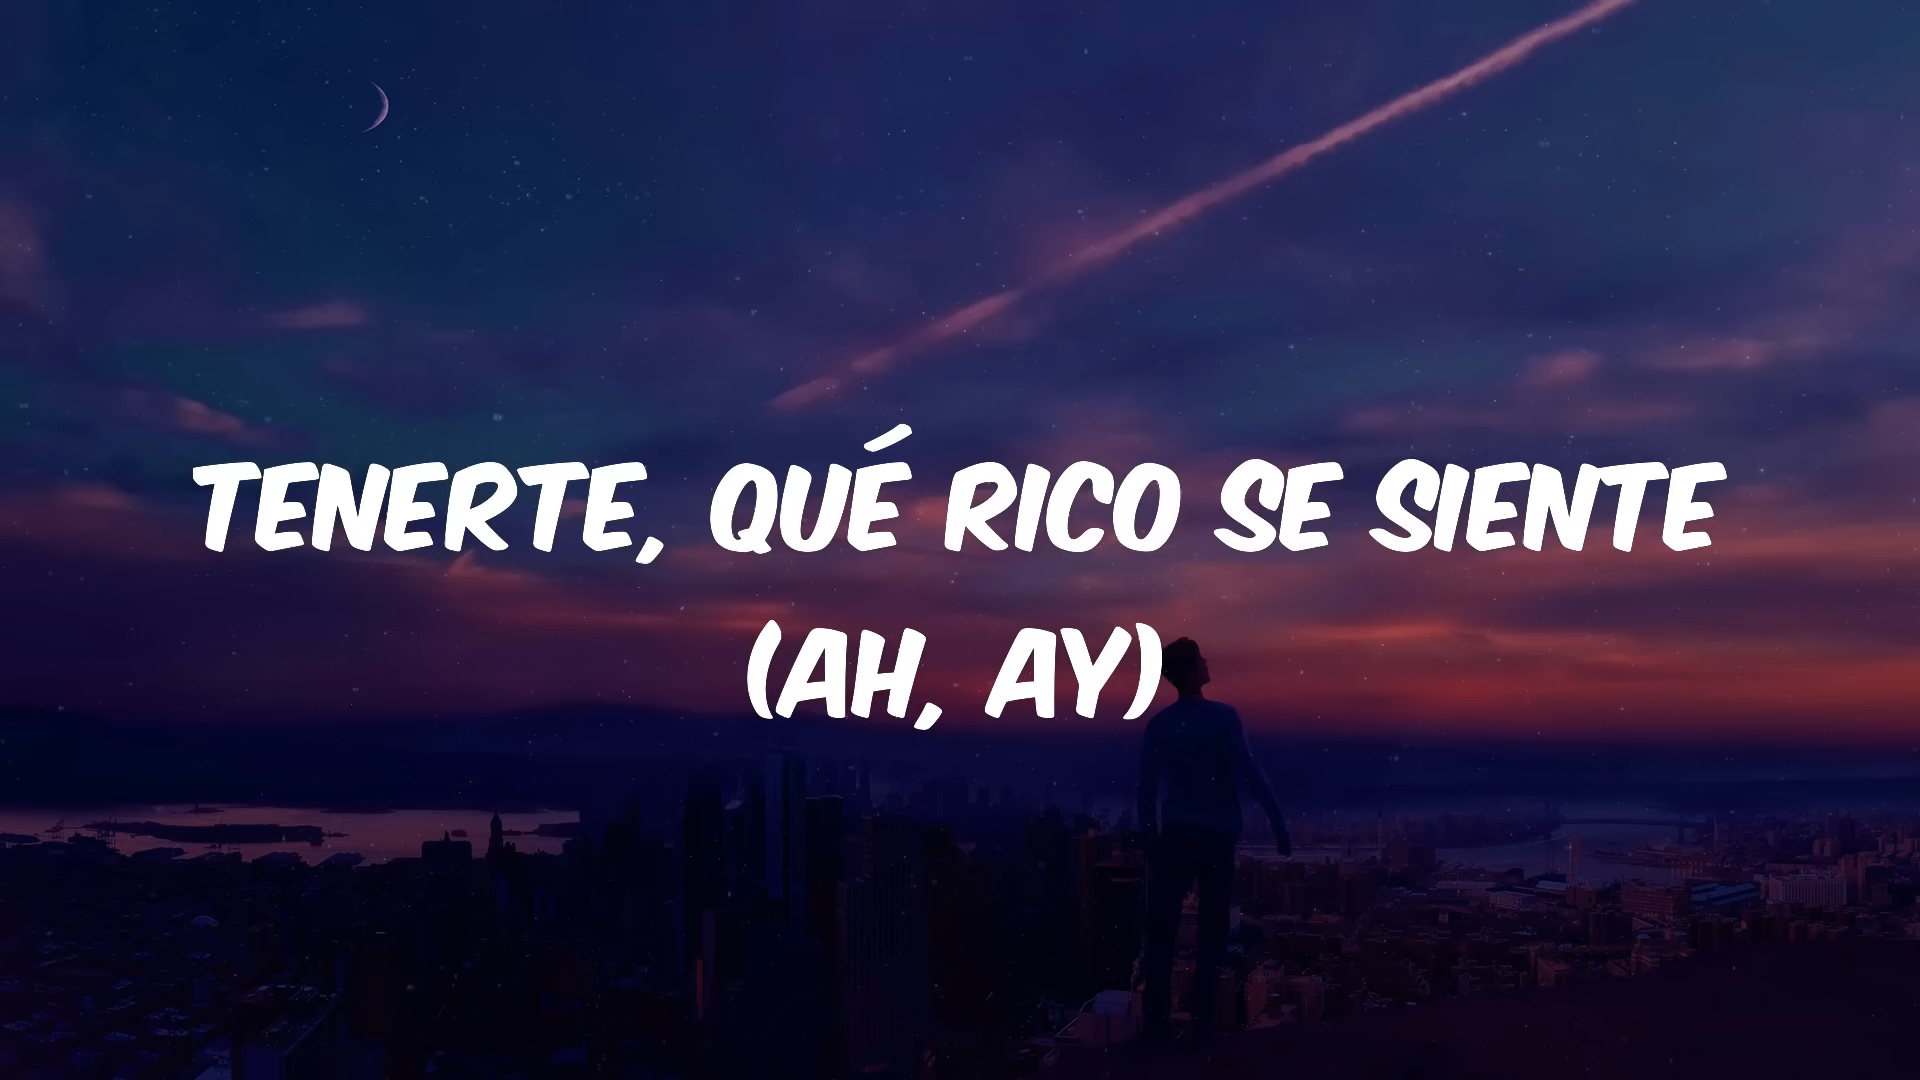 TENERTE, QUÉ RICO SE SIENTE
(AH, AY)